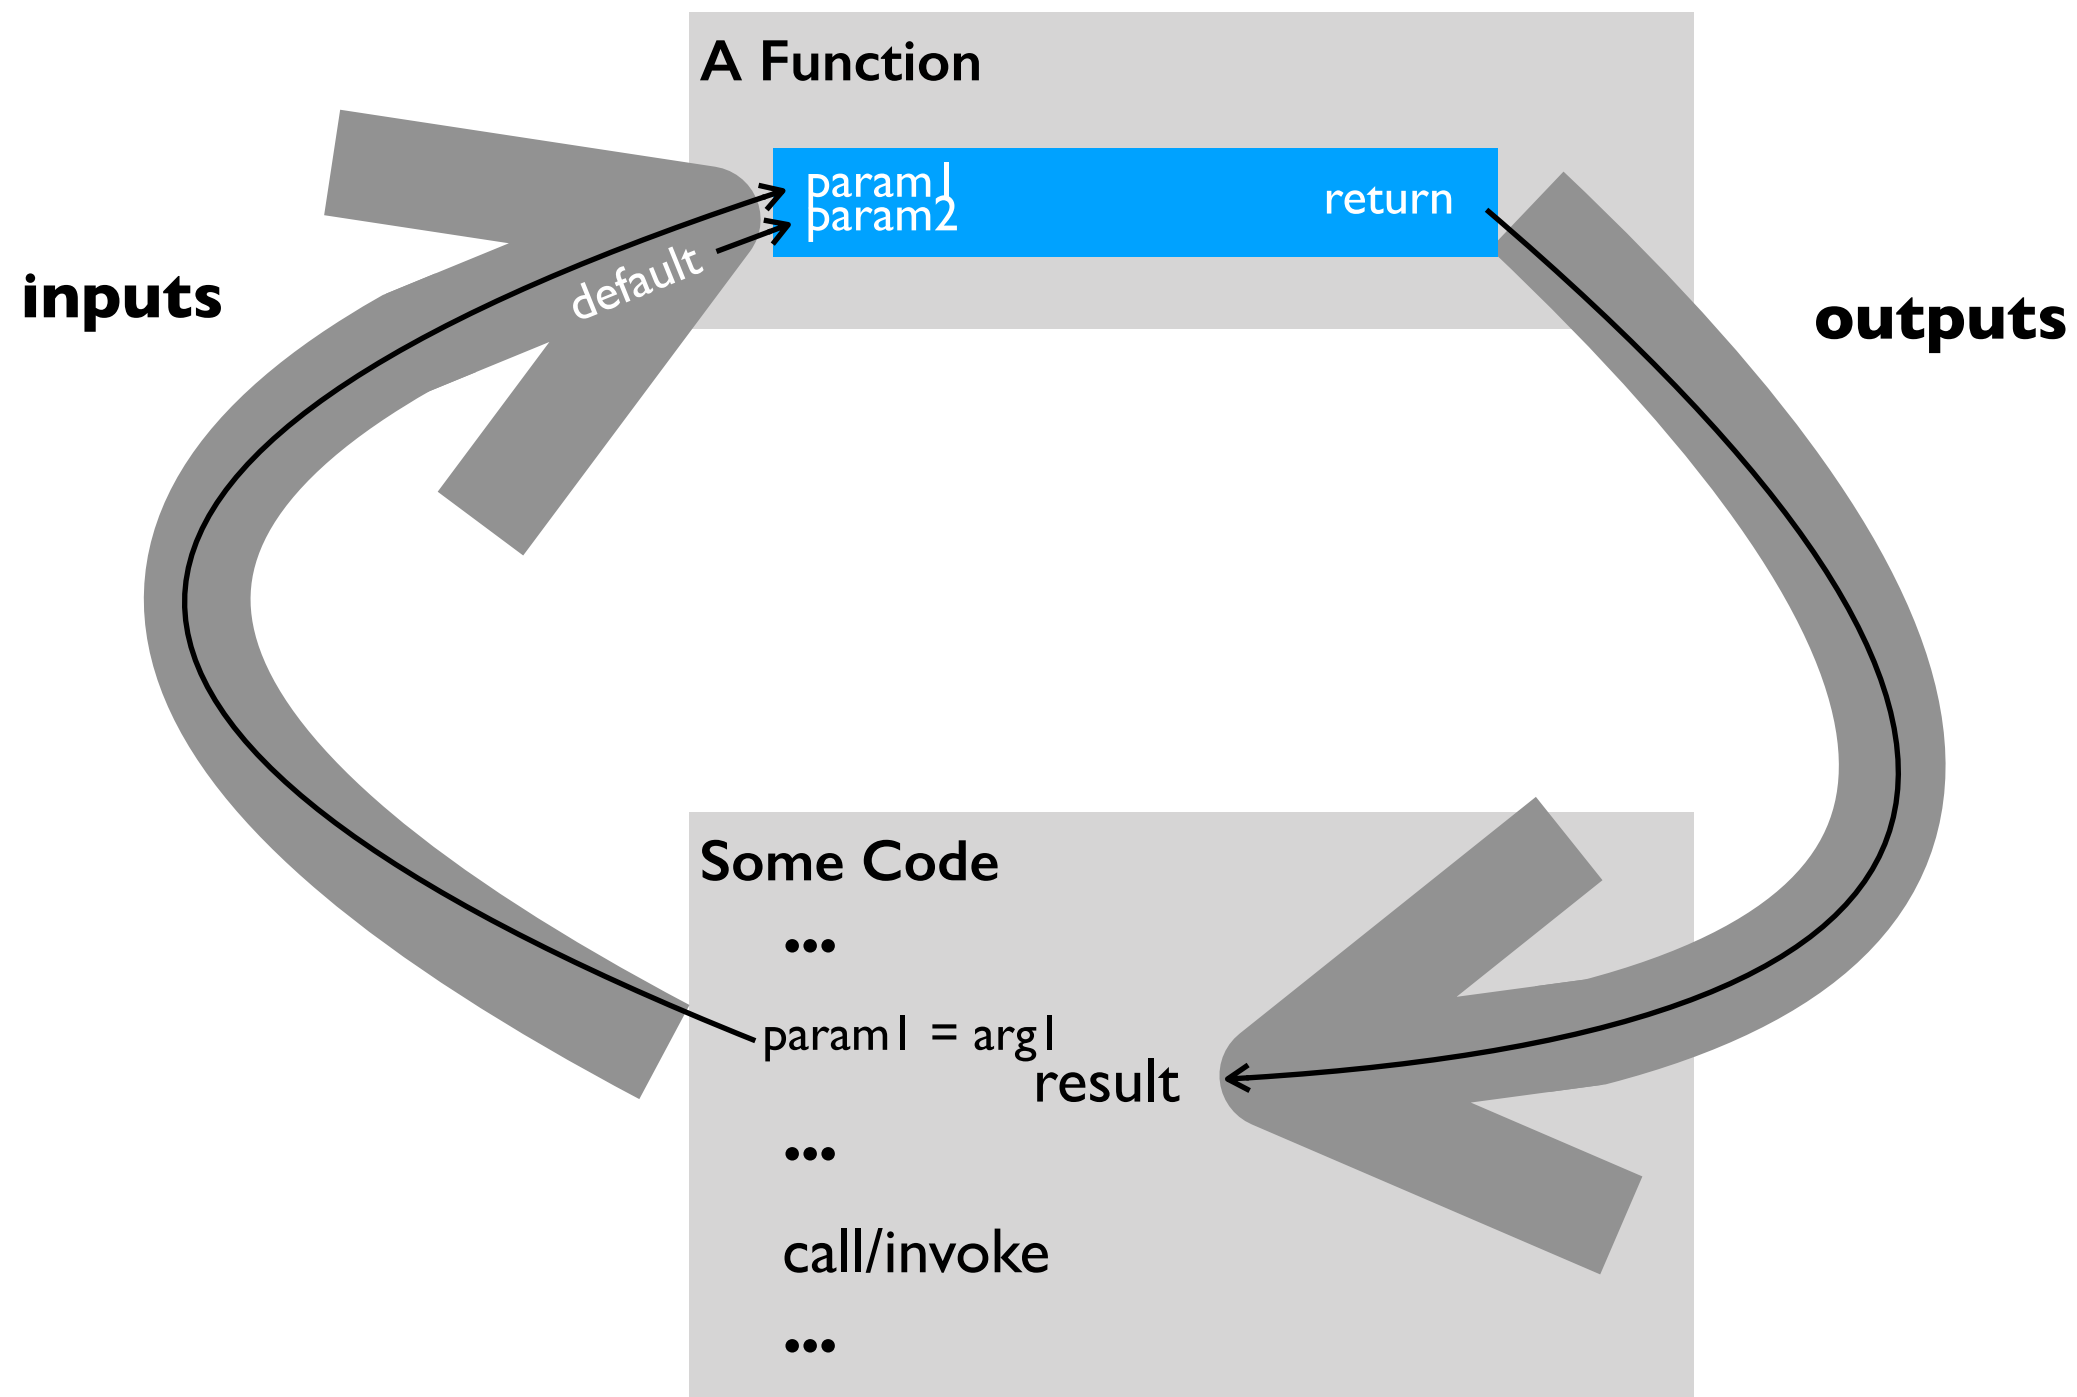 A Function
param1
param2
return
default
inputs
outputs
Some Code
...
param1 = arg1
result
...
call/invoke
...